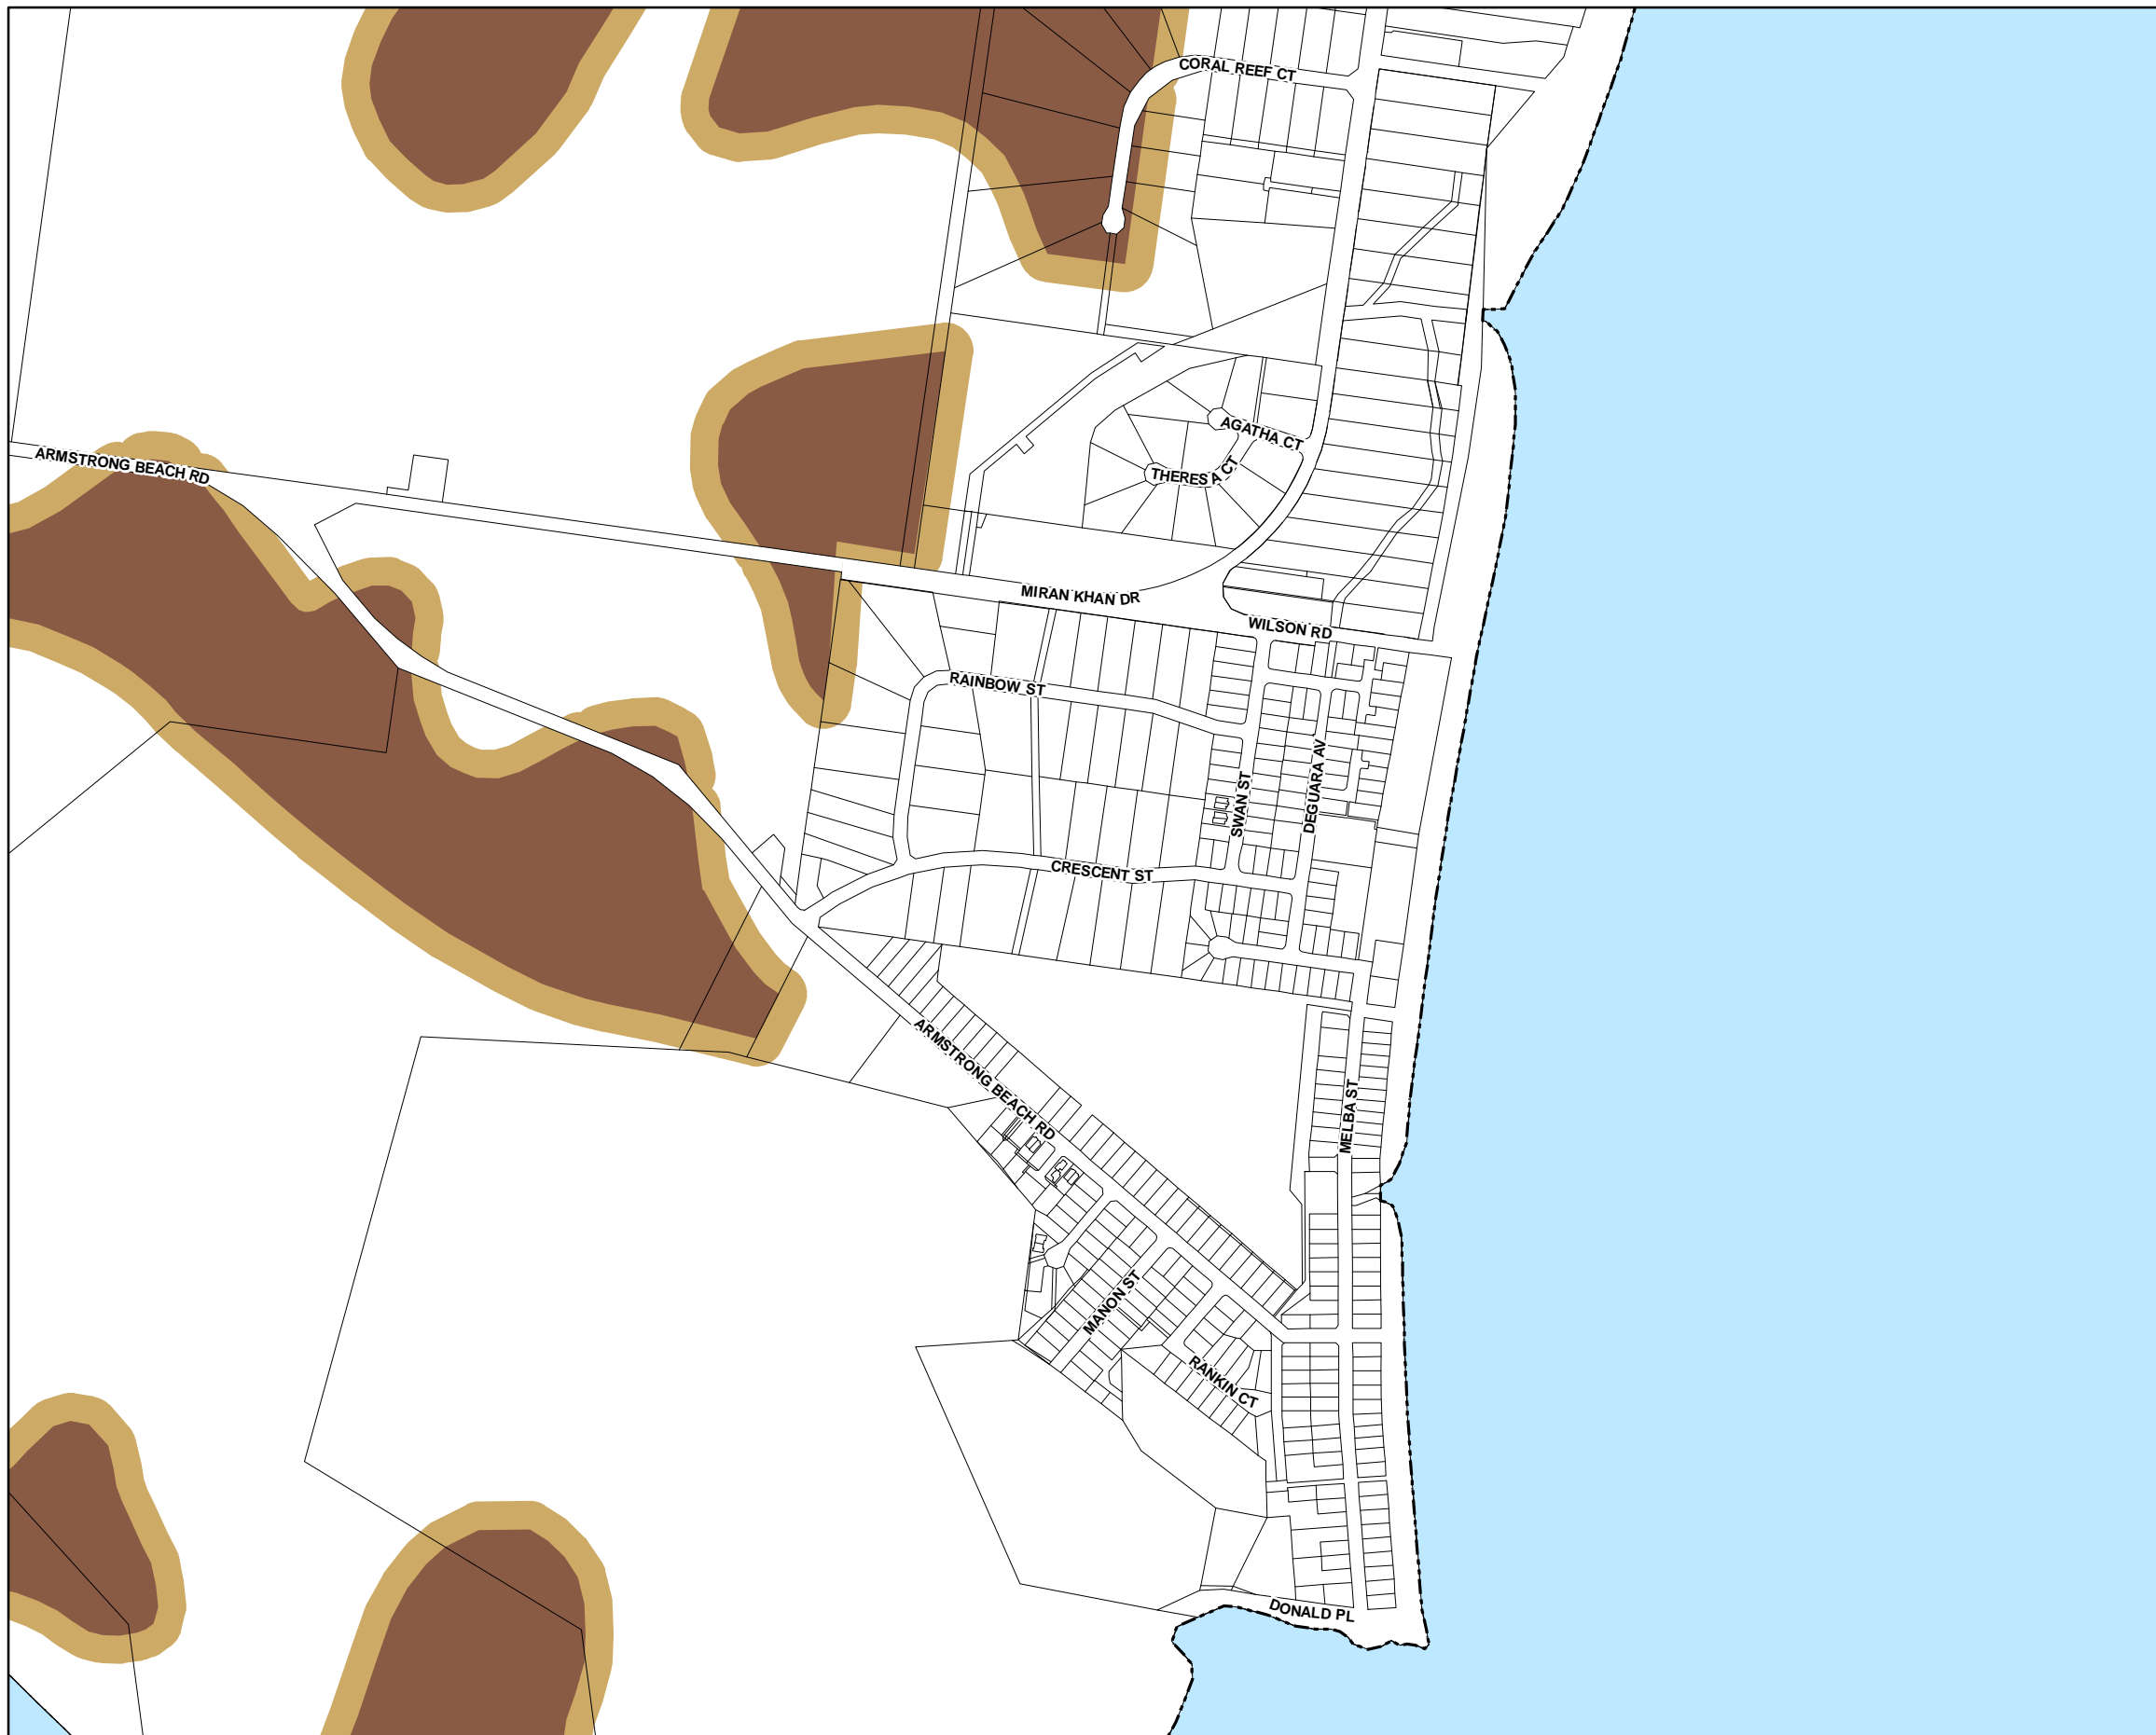 CORAL REEF CT
AGATHA CT
ARMSTRONG BEACH RD
THERESA CT
MIRAN KHAN DR
WILSON RD
RAINBOW ST
DEGUARA AV
SWAN ST
CRESCENT ST
ARMSTRONG BEACH RD
MELBA ST
MANON ST
RANKIN CT
DONALD PL